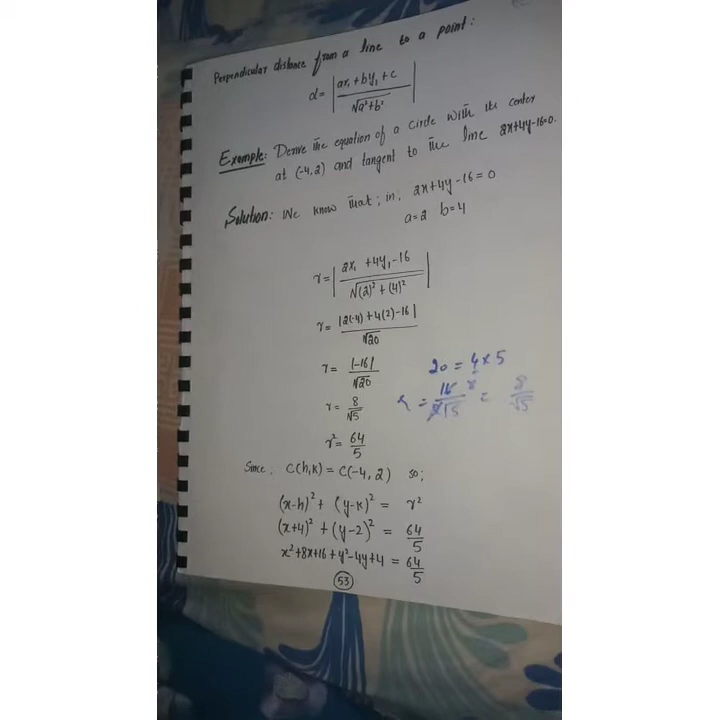 Perpendicular distance from a line to a point:
d = | ax₁ + by₁ + c / √a²+b² |
Example: Derive the equation of a circle with its center
at (-4,2) and tangent to the line 2x+4y-16=0.
Solution: We know that; in, 2x+4y-16=0
a=2 b=4
r = | 2x₁ + 4y₁ - 16 / √(2)² + (4)² |
r = |2(-4) + 4(2) - 16| / √20
r = |-16| / √20
20 = 4 × 5
r = 8/√5
r = 16 8 / 2√5 = 8/√5
r² = 64/5
Since; C(h,k) = C(-4,2) so;
(x-h)² + (y-k)² = r²
(x+4)² + (y-2)² = 64/5
x²+8x+16+y²-4y+4 = 64/5
53